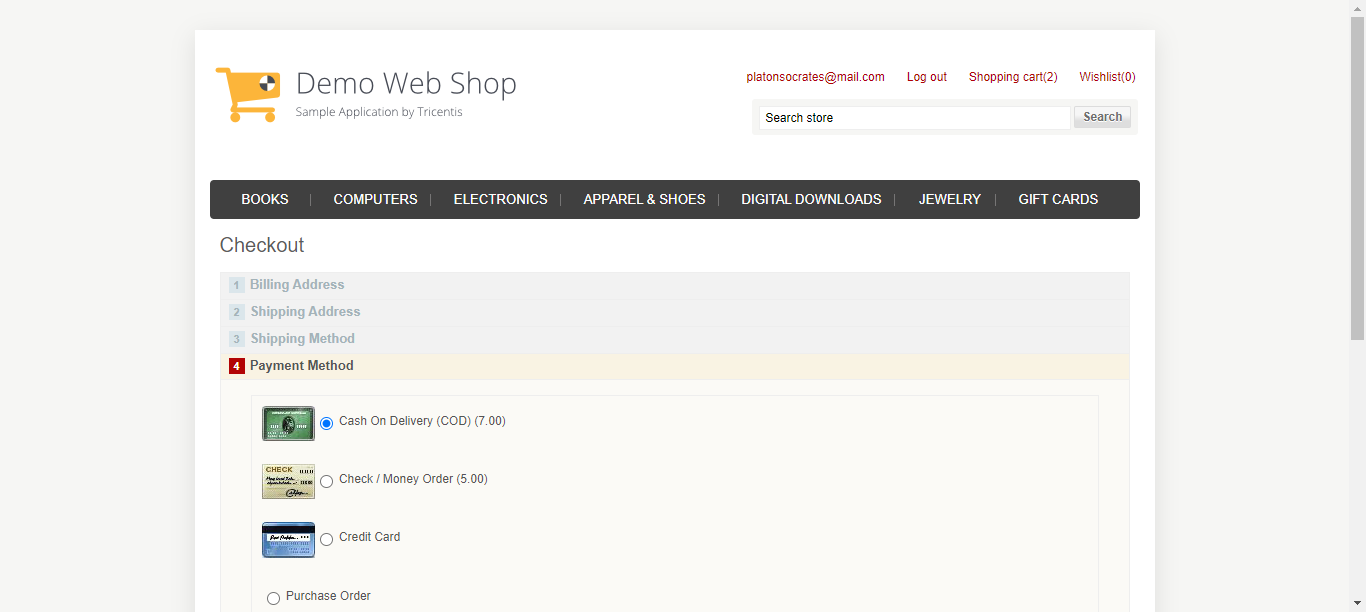 Demo Web Shop
Sample Application by Tricentis
platonsocrates@mail.com Log out Shopping cart(2) Wishlist(0)
Search store Search
BOOKS COMPUTERS ELECTRONICS APPAREL & SHOES DIGITAL DOWNLOADS JEWELRY GIFT CARDS
Checkout
1 Billing Address
2 Shipping Address
3 Shipping Method
4 Payment Method
Cash On Delivery (COD) (7.00)
CHECK
Check / Money Order (5.00)
Credit Card
Purchase Order